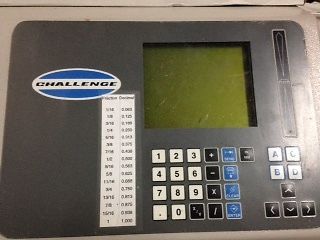 CHALLENGE
Fraction Decimal
1/16 0.063
1/8 0.125
3/16 0.188
1/4 0.250
5/16 0.313
3/8 0.375
7/16 0.438
1/2 0.500
9/16 0.563
5/8 0.625
11/16 0.688
3/4 0.750
13/16 0.813
7/8 0.875
15/16 0.938
1 1.000
1 2 3 +
4 5 6 -
7 8 9 X CLEAR
0 . / ENTER
A C
B D